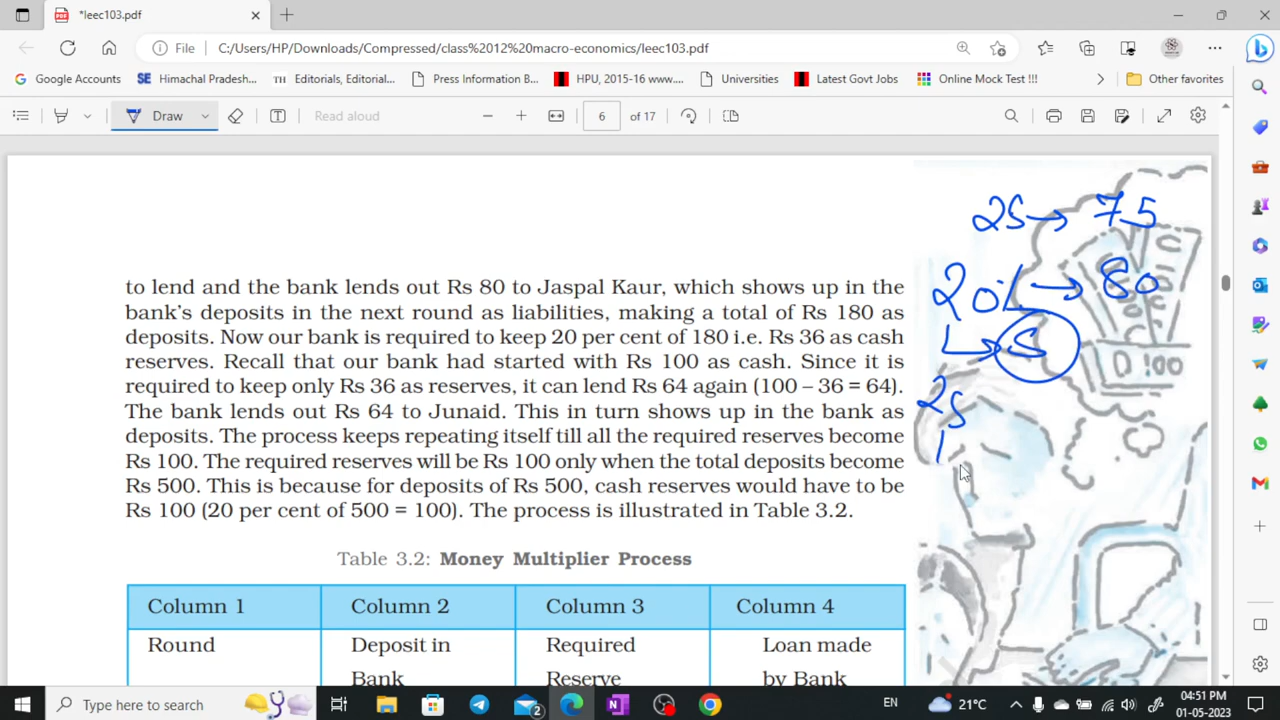 *leec103.pdf
File C:/Users/HP/Downloads/Compressed/class%2012%20macro-economics/leec103.pdf
Google Accounts Himachal Pradesh... Editorials, Editorial... Press Information B... HPU, 2015-16 www.... Universities Latest Govt Jobs Online Mock Test !!! Other favorites
Draw Read aloud 6 of 17
25 → 75
20% → 80
5
25
1
D 100
to lend and the bank lends out Rs 80 to Jaspal Kaur, which shows up in the
bank's deposits in the next round as liabilities, making a total of Rs 180 as
deposits. Now our bank is required to keep 20 per cent of 180 i.e. Rs 36 as cash
reserves. Recall that our bank had started with Rs 100 as cash. Since it is
required to keep only Rs 36 as reserves, it can lend Rs 64 again (100 – 36 = 64).
The bank lends out Rs 64 to Junaid. This in turn shows up in the bank as
deposits. The process keeps repeating itself till all the required reserves become
Rs 100. The required reserves will be Rs 100 only when the total deposits become
Rs 500. This is because for deposits of Rs 500, cash reserves would have to be
Rs 100 (20 per cent of 500 = 100). The process is illustrated in Table 3.2.
Table 3.2: Money Multiplier Process
Column 1 Column 2 Column 3 Column 4
Round Deposit in Required Loan made
Bank Reserve by Bank
Type here to search 2 EN 21°C 04:51 PM
01-05-2023